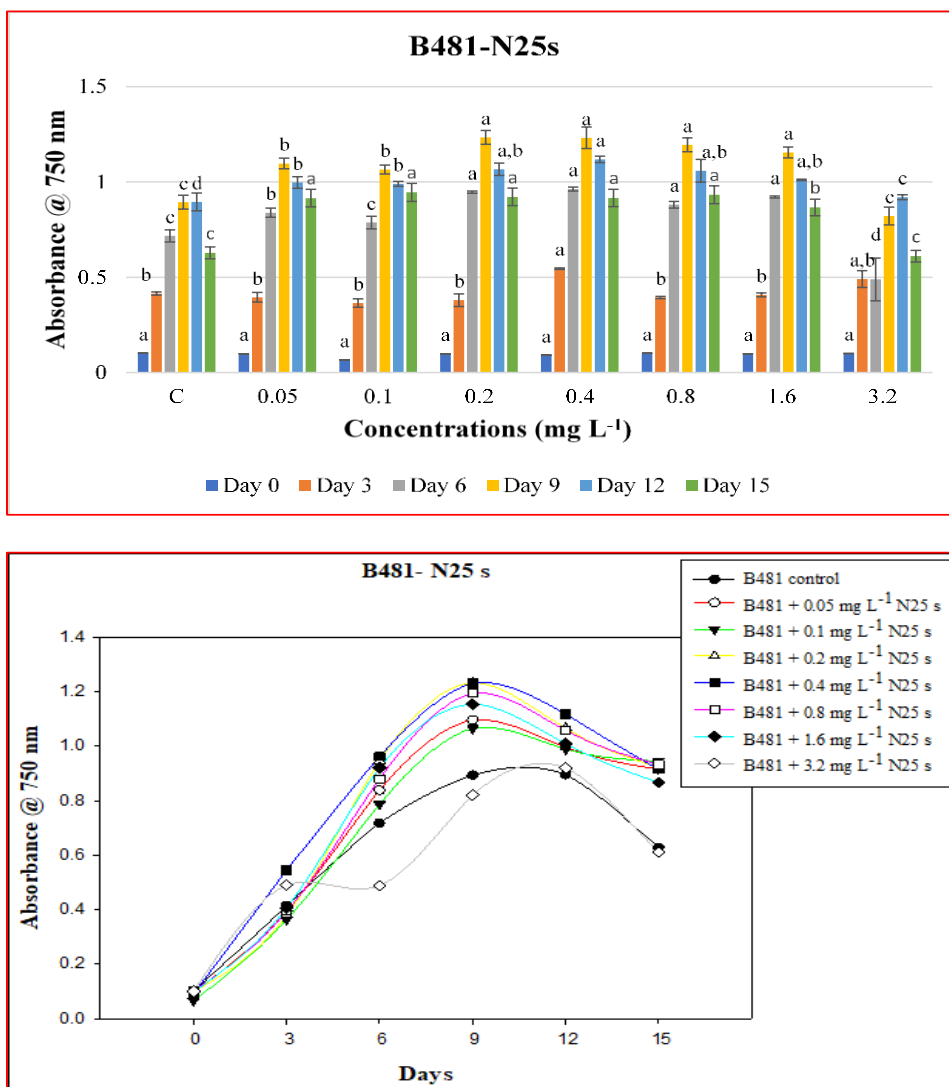 B481-N25s
Absorbance @ 750 nm
1.5
1
0.5
0
a b c c d c
a b b b b a
a b c b b a
a b a a a,b a
a a a a a a
a b b a a,b a
a b a a a,b b
a a,b d c c c
C 0.05 0.1 0.2 0.4 0.8 1.6 3.2
Concentrations (mg L⁻¹)
Day 0 Day 3 Day 6 Day 9 Day 12 Day 15
B481- N25 s
B481 control
B481 + 0.05 mg L⁻¹ N25 s
B481 + 0.1 mg L⁻¹ N25 s
B481 + 0.2 mg L⁻¹ N25 s
B481 + 0.4 mg L⁻¹ N25 s
B481 + 0.8 mg L⁻¹ N25 s
B481 + 1.6 mg L⁻¹ N25 s
B481 + 3.2 mg L⁻¹ N25 s
Absorbance @ 750 nm
1.4
1.2
1.0
0.8
0.6
0.4
0.2
0.0
0 3 6 9 12 15
Days